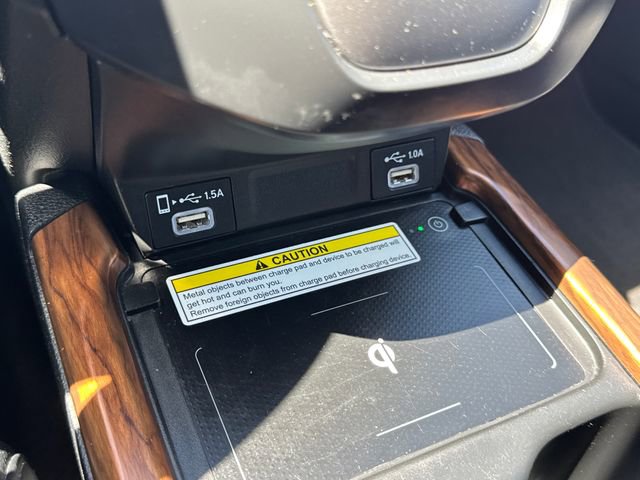 1.5A
1.0A
CAUTION
Metal objects between charge pad and device to be charged will
get hot and can burn you.
Remove foreign objects from charge pad before charging device.